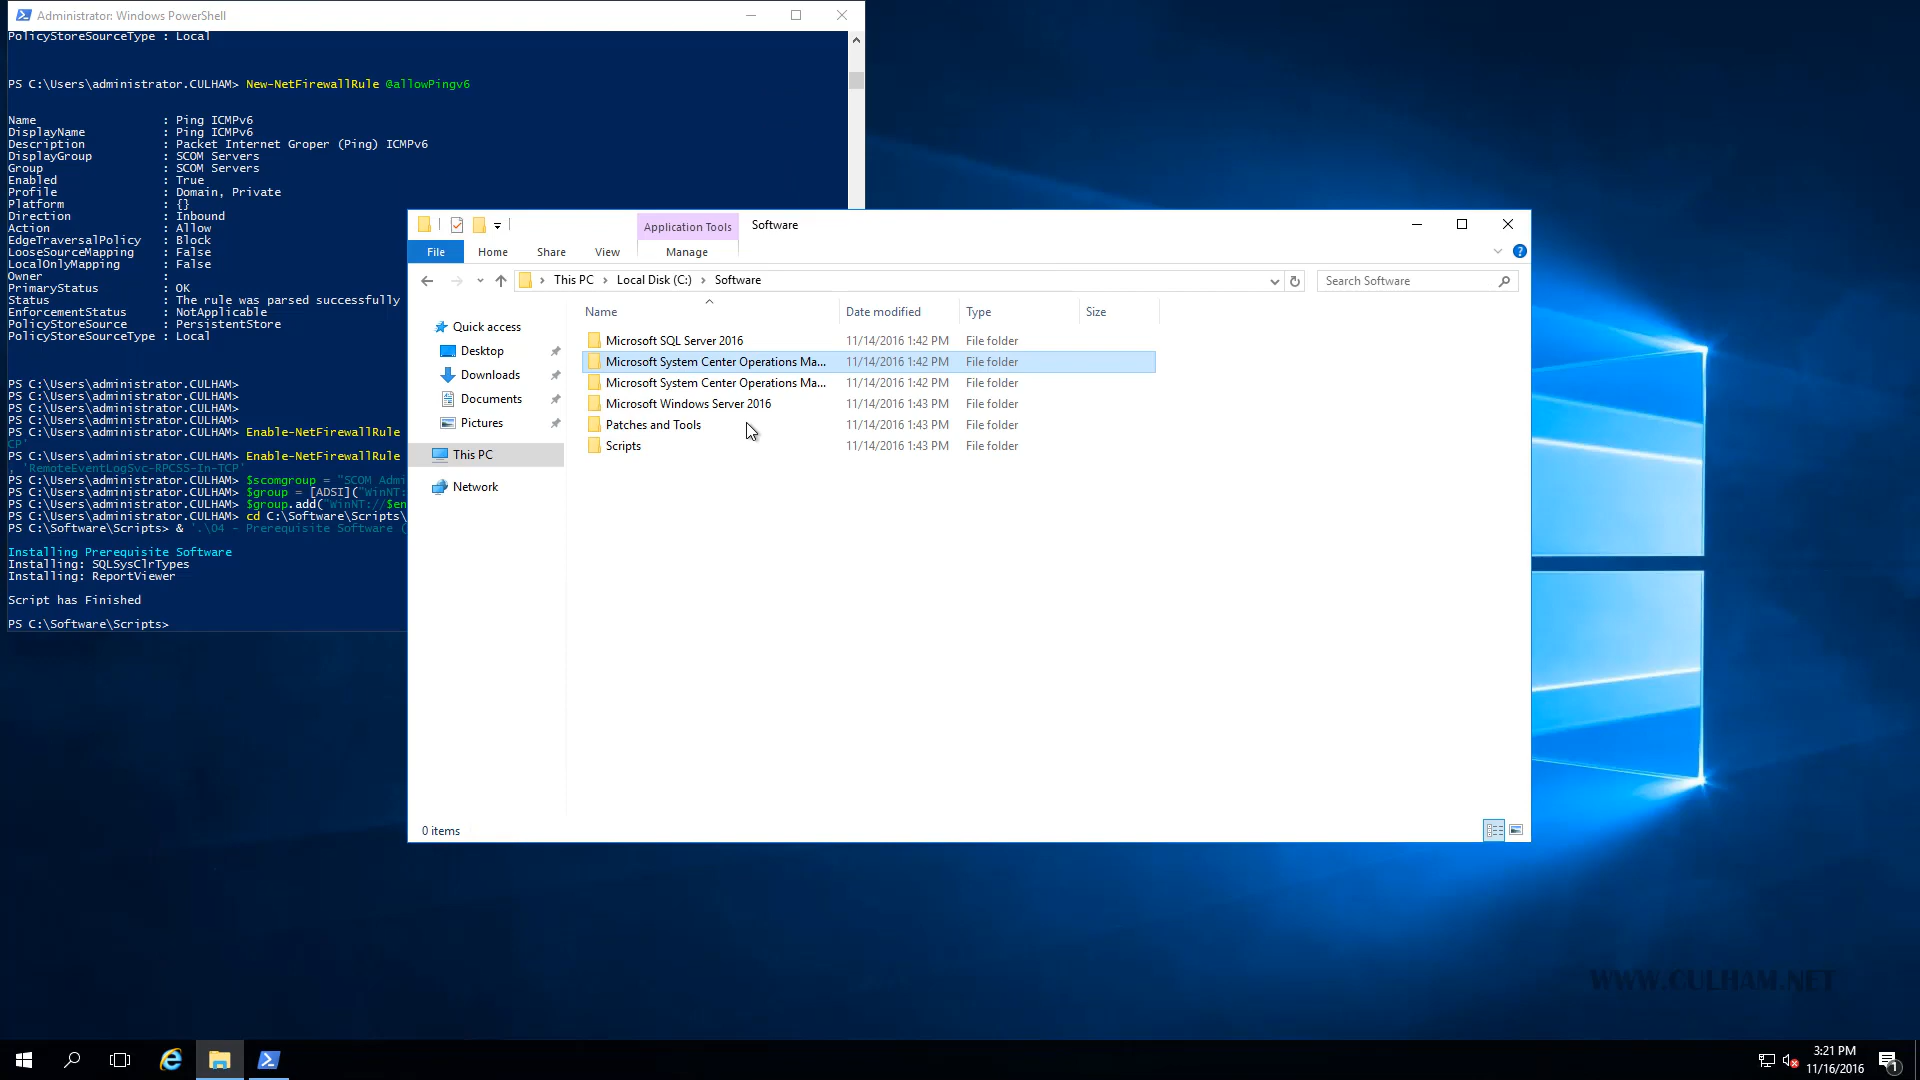 Administrator: Windows PowerShell
PolicyStoreSourceType : Local
PS C:\Users\administrator.CULHAM> New-NetFirewallRule @allowPingv6
Name : Ping ICMPv6
DisplayName : Ping ICMPv6
Description : Packet Internet Groper (Ping) ICMPv6
DisplayGroup : SCOM Servers
Group : SCOM Servers
Enabled : True
Profile : Domain, Private
Platform : {}
Direction : Inbound
Action : Allow
EdgeTraversalPolicy : Block
LooseSourceMapping : False
LocalOnlyMapping : False
Owner :
PrimaryStatus : OK
Status : The rule was parsed successfully
EnforcementStatus : NotApplicable
PolicyStoreSource : PersistentStore
PolicyStoreSourceType : Local
PS C:\Users\administrator.CULHAM>
PS C:\Users\administrator.CULHAM>
PS C:\Users\administrator.CULHAM>
PS C:\Users\administrator.CULHAM>
PS C:\Users\administrator.CULHAM> Enable-NetFirewallRule
CP'
PS C:\Users\administrator.CULHAM> Enable-NetFirewallRule
, 'RemoteEventLogSvc-RPCSS-In-TCP'
PS C:\Users\administrator.CULHAM> $scomgroup = "SCOM Admi
PS C:\Users\administrator.CULHAM> $group = [ADSI]("WinNT:
PS C:\Users\administrator.CULHAM> $group.add("WinNT://$en
PS C:\Users\administrator.CULHAM> cd C:\Software\Scripts\
PS C:\Software\Scripts> & '.\04 - Prerequisite Software (
Installing Prerequisite Software
Installing: SQLSysClrTypes
Installing: ReportViewer
Script has Finished
PS C:\Software\Scripts>
Application Tools
Software
File Home Share View Manage
This PC > Local Disk (C:) > Software
Search Software
Quick access
Desktop
Downloads
Documents
Pictures
This PC
Network
Name Date modified Type Size
Microsoft SQL Server 2016 11/14/2016 1:42 PM File folder
Microsoft System Center Operations Ma... 11/14/2016 1:42 PM File folder
Microsoft System Center Operations Ma... 11/14/2016 1:42 PM File folder
Microsoft Windows Server 2016 11/14/2016 1:43 PM File folder
Patches and Tools 11/14/2016 1:43 PM File folder
Scripts 11/14/2016 1:43 PM File folder
0 items
WWW.CULHAM.NET
3:21 PM
11/16/2016
1